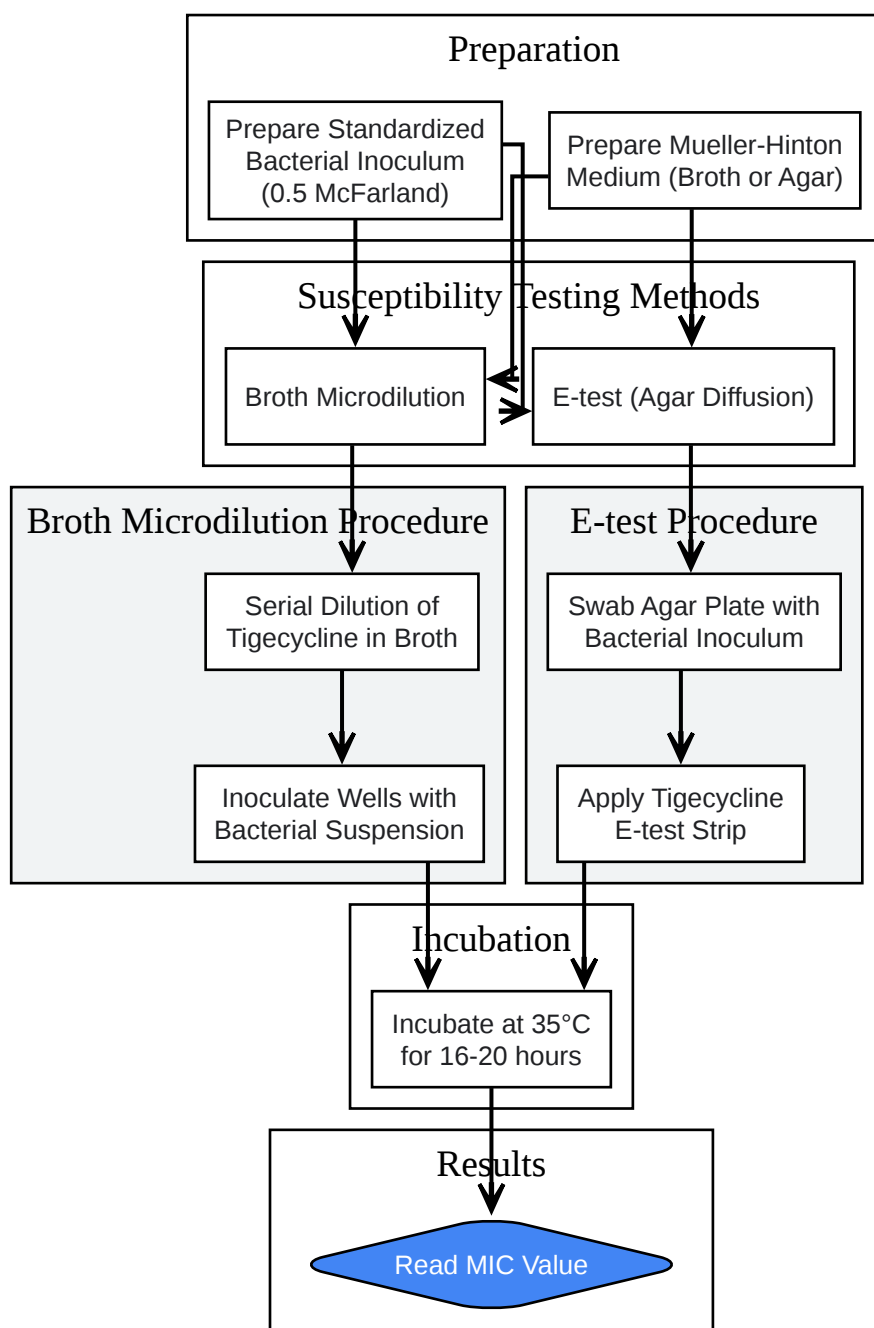 Preparation
Prepare Standardized
Bacterial Inoculum
(0.5 McFarland)
Prepare Mueller-Hinton
Medium (Broth or Agar)
Susceptibility Testing Methods
Broth Microdilution
E-test (Agar Diffusion)
Broth Microdilution Procedure
Serial Dilution of
Tigecycline in Broth
Inoculate Wells with
Bacterial Suspension
E-test Procedure
Swab Agar Plate with
Bacterial Inoculum
Apply Tigecycline
E-test Strip
Incubation
Incubate at 35°C
for 16-20 hours
Results
Read MIC Value